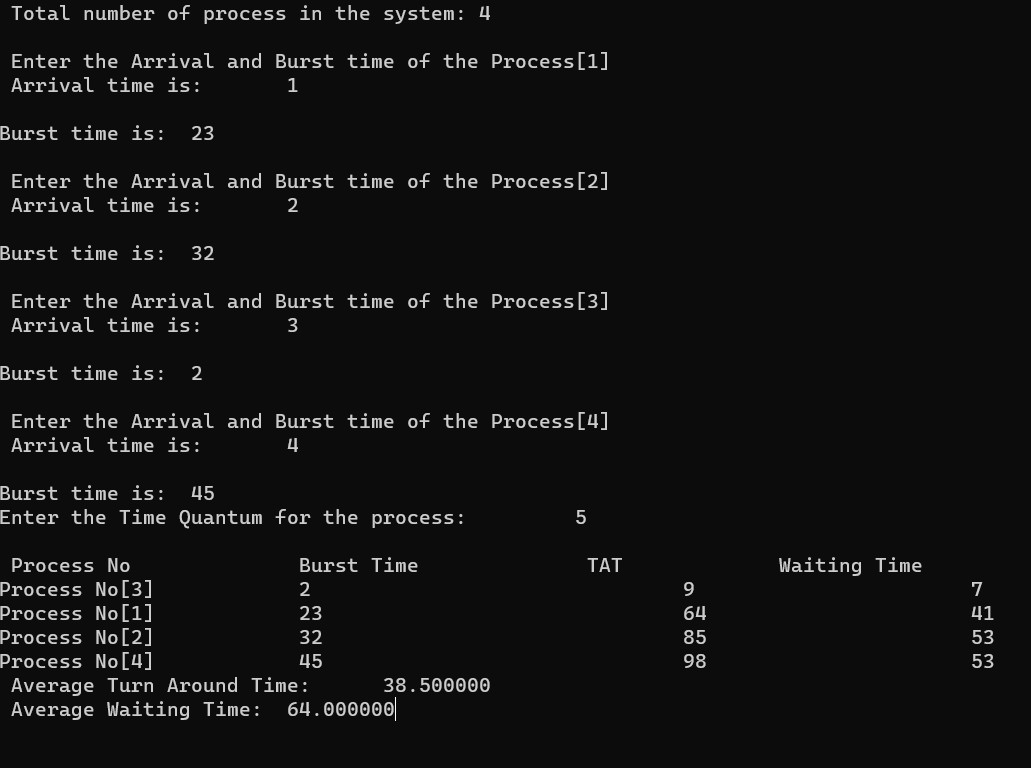 Total number of process in the system: 4
Enter the Arrival and Burst time of the Process[1]
Arrival time is: 1
Burst time is: 23
Enter the Arrival and Burst time of the Process[2]
Arrival time is: 2
Burst time is: 32
Enter the Arrival and Burst time of the Process[3]
Arrival time is: 3
Burst time is: 2
Enter the Arrival and Burst time of the Process[4]
Arrival time is: 4
Burst time is: 45
Enter the Time Quantum for the process: 5
Process No Burst Time TAT Waiting Time
Process No[3] 2 9 7
Process No[1] 23 64 41
Process No[2] 32 85 53
Process No[4] 45 98 53
Average Turn Around Time: 38.500000
Average Waiting Time: 64.000000